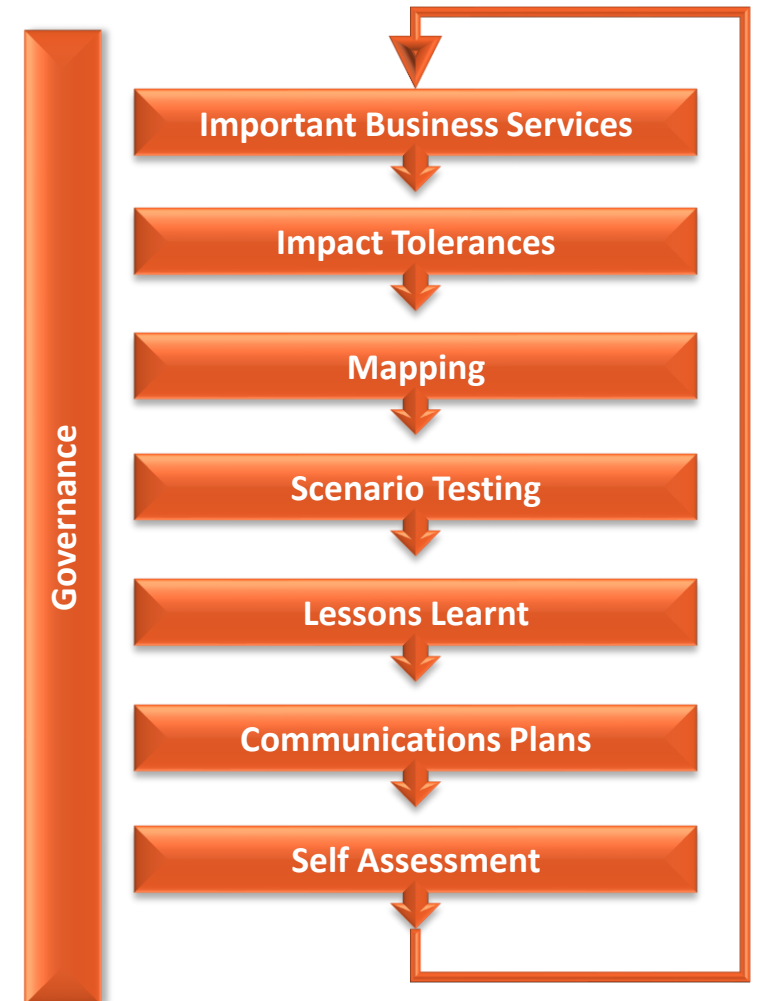 Governance
Important Business Services
Impact Tolerances
Mapping
Scenario Testing
Lessons Learnt
Communications Plans
Self Assessment